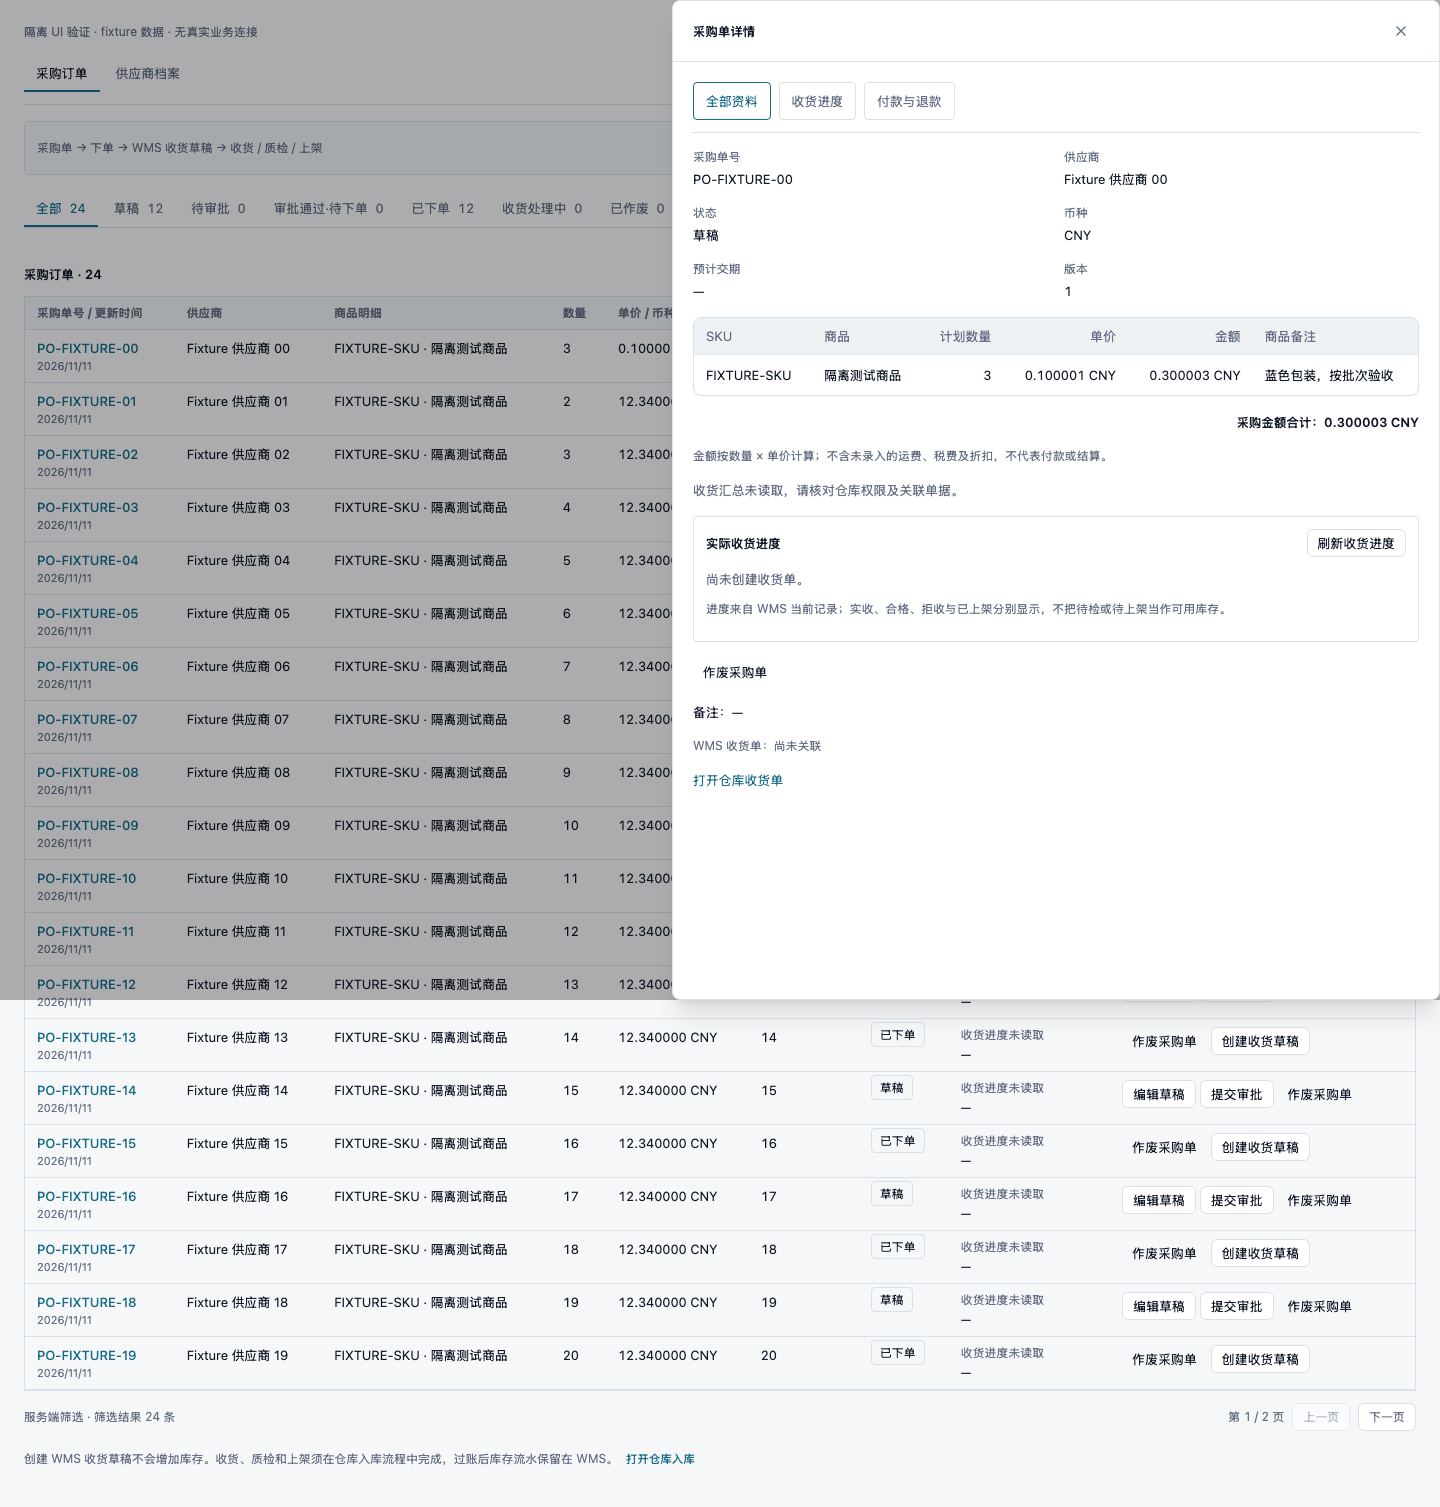 隔离 UI 验证 · fixture 数据 · 无真实业务连接
采购订单 供应商档案
采购单 → 下单 → WMS 收货草稿 → 收货 / 质检 / 上架
全部 24 草稿 12 待审批 0 审批通过·待下单 0 已下单 12 收货处理中 0 已作废 0
采购订单 · 24
采购单号 / 更新时间 供应商 商品明细 数量 单价 / 币种
PO-FIXTURE-00 Fixture 供应商 00 FIXTURE-SKU · 隔离测试商品 3 0.10000
2026/11/11
PO-FIXTURE-01 Fixture 供应商 01 FIXTURE-SKU · 隔离测试商品 2 12.34000
2026/11/11
PO-FIXTURE-02 Fixture 供应商 02 FIXTURE-SKU · 隔离测试商品 3 12.34000
2026/11/11
PO-FIXTURE-03 Fixture 供应商 03 FIXTURE-SKU · 隔离测试商品 4 12.34000
2026/11/11
PO-FIXTURE-04 Fixture 供应商 04 FIXTURE-SKU · 隔离测试商品 5 12.34000
2026/11/11
PO-FIXTURE-05 Fixture 供应商 05 FIXTURE-SKU · 隔离测试商品 6 12.34000
2026/11/11
PO-FIXTURE-06 Fixture 供应商 06 FIXTURE-SKU · 隔离测试商品 7 12.34000
2026/11/11
PO-FIXTURE-07 Fixture 供应商 07 FIXTURE-SKU · 隔离测试商品 8 12.34000
2026/11/11
PO-FIXTURE-08 Fixture 供应商 08 FIXTURE-SKU · 隔离测试商品 9 12.34000
2026/11/11
PO-FIXTURE-09 Fixture 供应商 09 FIXTURE-SKU · 隔离测试商品 10 12.34000
2026/11/11
PO-FIXTURE-10 Fixture 供应商 10 FIXTURE-SKU · 隔离测试商品 11 12.34000
2026/11/11
PO-FIXTURE-11 Fixture 供应商 11 FIXTURE-SKU · 隔离测试商品 12 12.34000
2026/11/11
PO-FIXTURE-12 Fixture 供应商 12 FIXTURE-SKU · 隔离测试商品 13 12.34000
2026/11/11 —
PO-FIXTURE-13 Fixture 供应商 13 FIXTURE-SKU · 隔离测试商品 14 12.340000 CNY 14 已下单 收货进度未读取 作废采购单 创建收货草稿
2026/11/11 —
PO-FIXTURE-14 Fixture 供应商 14 FIXTURE-SKU · 隔离测试商品 15 12.340000 CNY 15 草稿 收货进度未读取 编辑草稿 提交审批 作废采购单
2026/11/11 —
PO-FIXTURE-15 Fixture 供应商 15 FIXTURE-SKU · 隔离测试商品 16 12.340000 CNY 16 已下单 收货进度未读取 作废采购单 创建收货草稿
2026/11/11 —
PO-FIXTURE-16 Fixture 供应商 16 FIXTURE-SKU · 隔离测试商品 17 12.340000 CNY 17 草稿 收货进度未读取 编辑草稿 提交审批 作废采购单
2026/11/11 —
PO-FIXTURE-17 Fixture 供应商 17 FIXTURE-SKU · 隔离测试商品 18 12.340000 CNY 18 已下单 收货进度未读取 作废采购单 创建收货草稿
2026/11/11 —
PO-FIXTURE-18 Fixture 供应商 18 FIXTURE-SKU · 隔离测试商品 19 12.340000 CNY 19 草稿 收货进度未读取 编辑草稿 提交审批 作废采购单
2026/11/11 —
PO-FIXTURE-19 Fixture 供应商 19 FIXTURE-SKU · 隔离测试商品 20 12.340000 CNY 20 已下单 收货进度未读取 作废采购单 创建收货草稿
2026/11/11 —
服务端筛选 · 筛选结果 24 条 第 1 / 2 页 上一页 下一页
创建 WMS 收货草稿不会增加库存。收货、质检和上架须在仓库入库流程中完成，过账后库存流水保留在 WMS。 打开仓库入库
采购单详情
全部资料 收货进度 付款与退款
采购单号 供应商
PO-FIXTURE-00 Fixture 供应商 00
状态 币种
草稿 CNY
预计交期 版本
— 1
SKU 商品 计划数量 单价 金额 商品备注
FIXTURE-SKU 隔离测试商品 3 0.100001 CNY 0.300003 CNY 蓝色包装，按批次验收
采购金额合计：0.300003 CNY
金额按数量 × 单价计算；不含未录入的运费、税费及折扣，不代表付款或结算。
收货汇总未读取，请核对仓库权限及关联单据。
实际收货进度 刷新收货进度
尚未创建收货单。
进度来自 WMS 当前记录；实收、合格、拒收与已上架分别显示，不把待检或待上架当作可用库存。
作废采购单
备注：—
WMS 收货单：尚未关联
打开仓库收货单